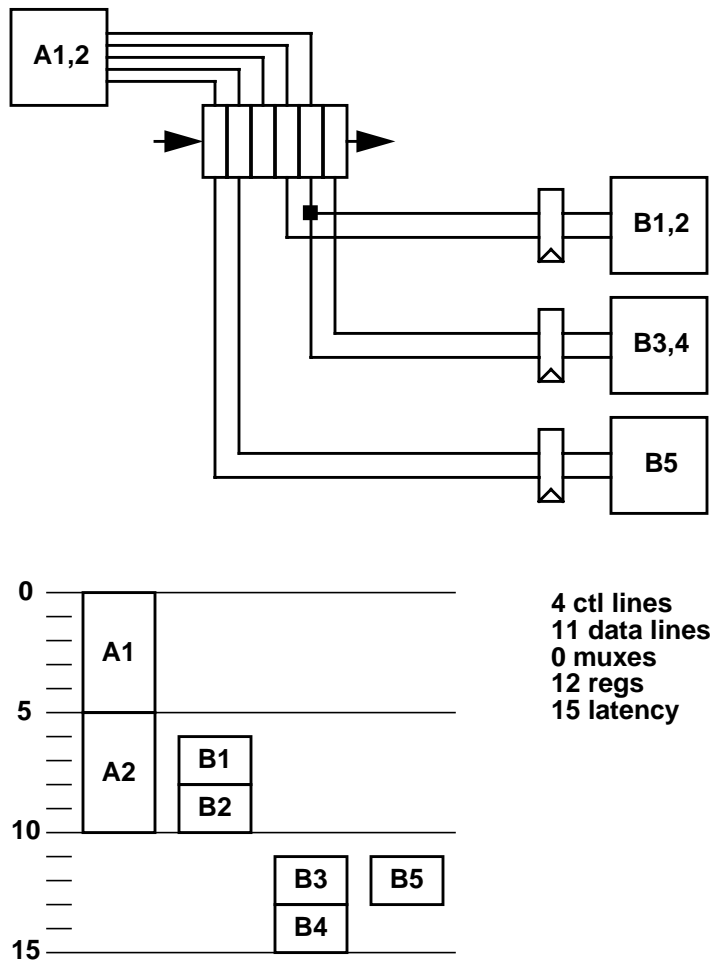 A1,2
B1,2
B3,4
B5
0
4 ctl lines
11 data lines
0 muxes
12 regs
15 latency
A1
5
A2
B1
B2
10
B3
B5
B4
15